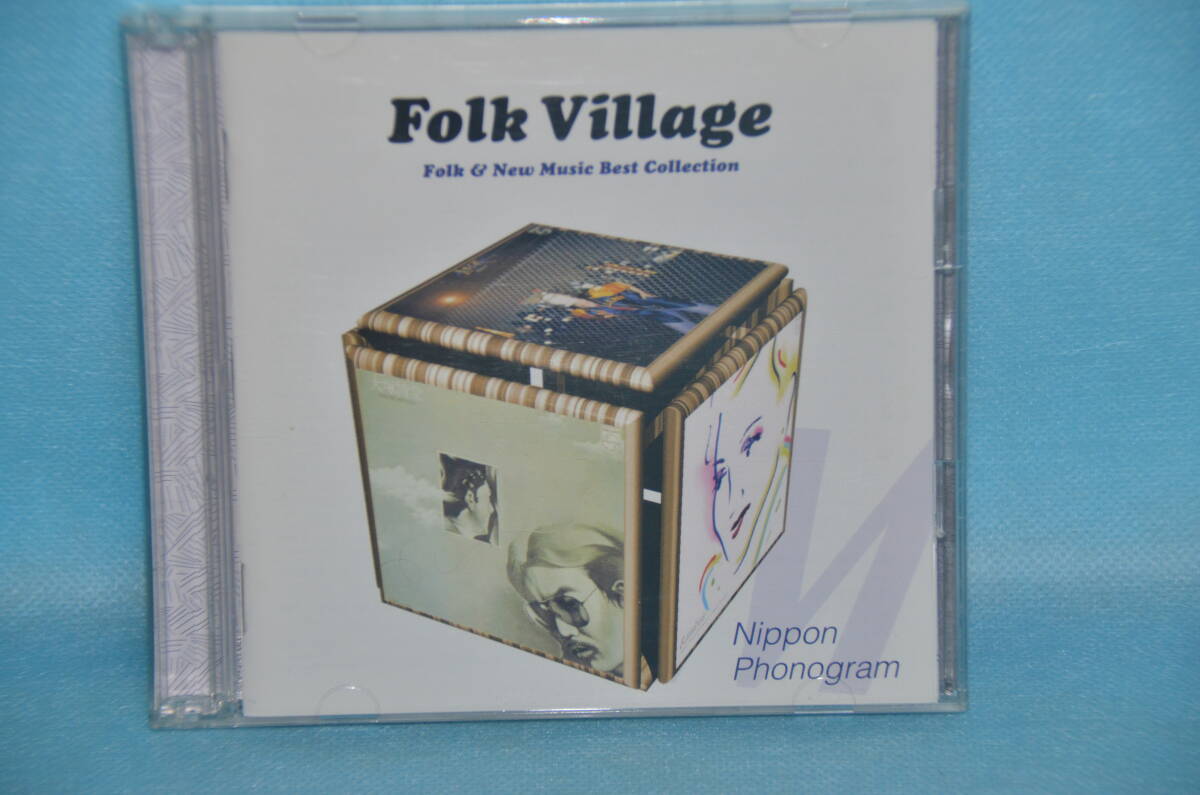 Folk Village
Folk & New Music Best Collection
Nippon
Phonogram